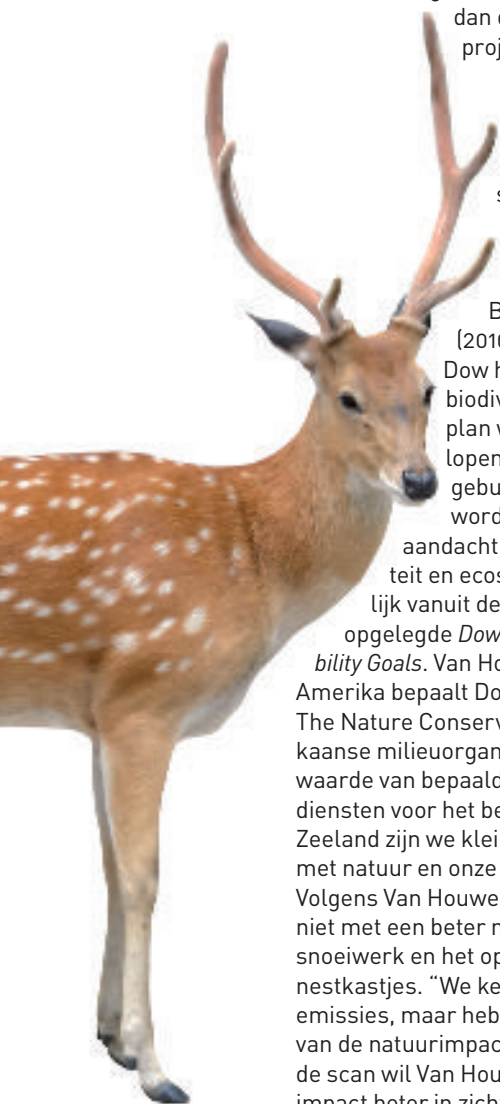 dan
proj
B
(2010
Dow h
biodiv
plan v
lopen
gebu
word
aandacht
teit en ecos
lijk vanuit de
opgelegde Dow
bility Goals. Van Ho
Amerika bepaalt Do
The Nature Conserv
kaanse milieuorgan
waarde van bepaald
diensten voor het be
Zeeland zijn we klei
met natuur en onze
Volgens Van Houwe
niet met een beter
snoeiwerk en het op
nestkastjes. “We ke
emissies, maar heb
van de natuurimpac
de scan wil Van Hou
impact beter in zich